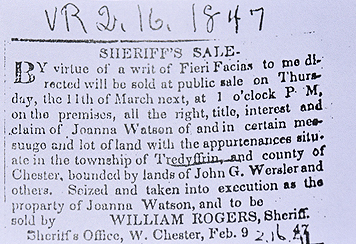 VR 2. 16. 1847
SHERIFF'S SALE-
BY virtue of a writ of Fieri Facias to me di-
rected will be sold at public sale on Thurs-
day, the 11th of March next, at 1 o'clock P M,
on the premises, all the right, title, interest and
claim of Joanna Watson of and in certain mes-
suage and lot of land with the appurtenances situ-
ate in the township of Tredyffrin, and county of
Chester, bounded by lands of John G. Wersler and
others. Seized and taken into execution as the
property of Joanna Watson, and to be
sold by WILLIAM ROGERS, Sheriff.
Sheriff's Office, W. Chester, Feb. 9 2.16.47